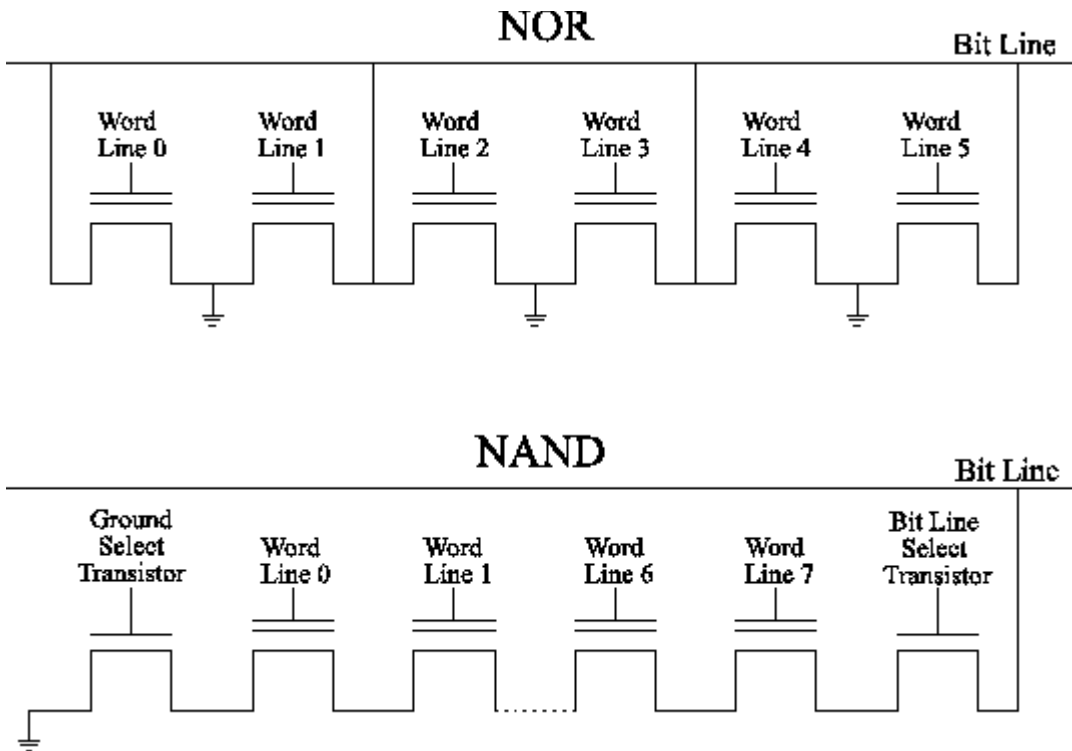 NOR
Bit Line
Word
Line 0
Word
Line 1
Word
Line 2
Word
Line 3
Word
Line 4
Word
Line 5
NAND
Bit Line
Ground
Select
Transistor
Word
Line 0
Word
Line 1
Word
Line 6
Word
Line 7
Bit Line
Select
Transistor